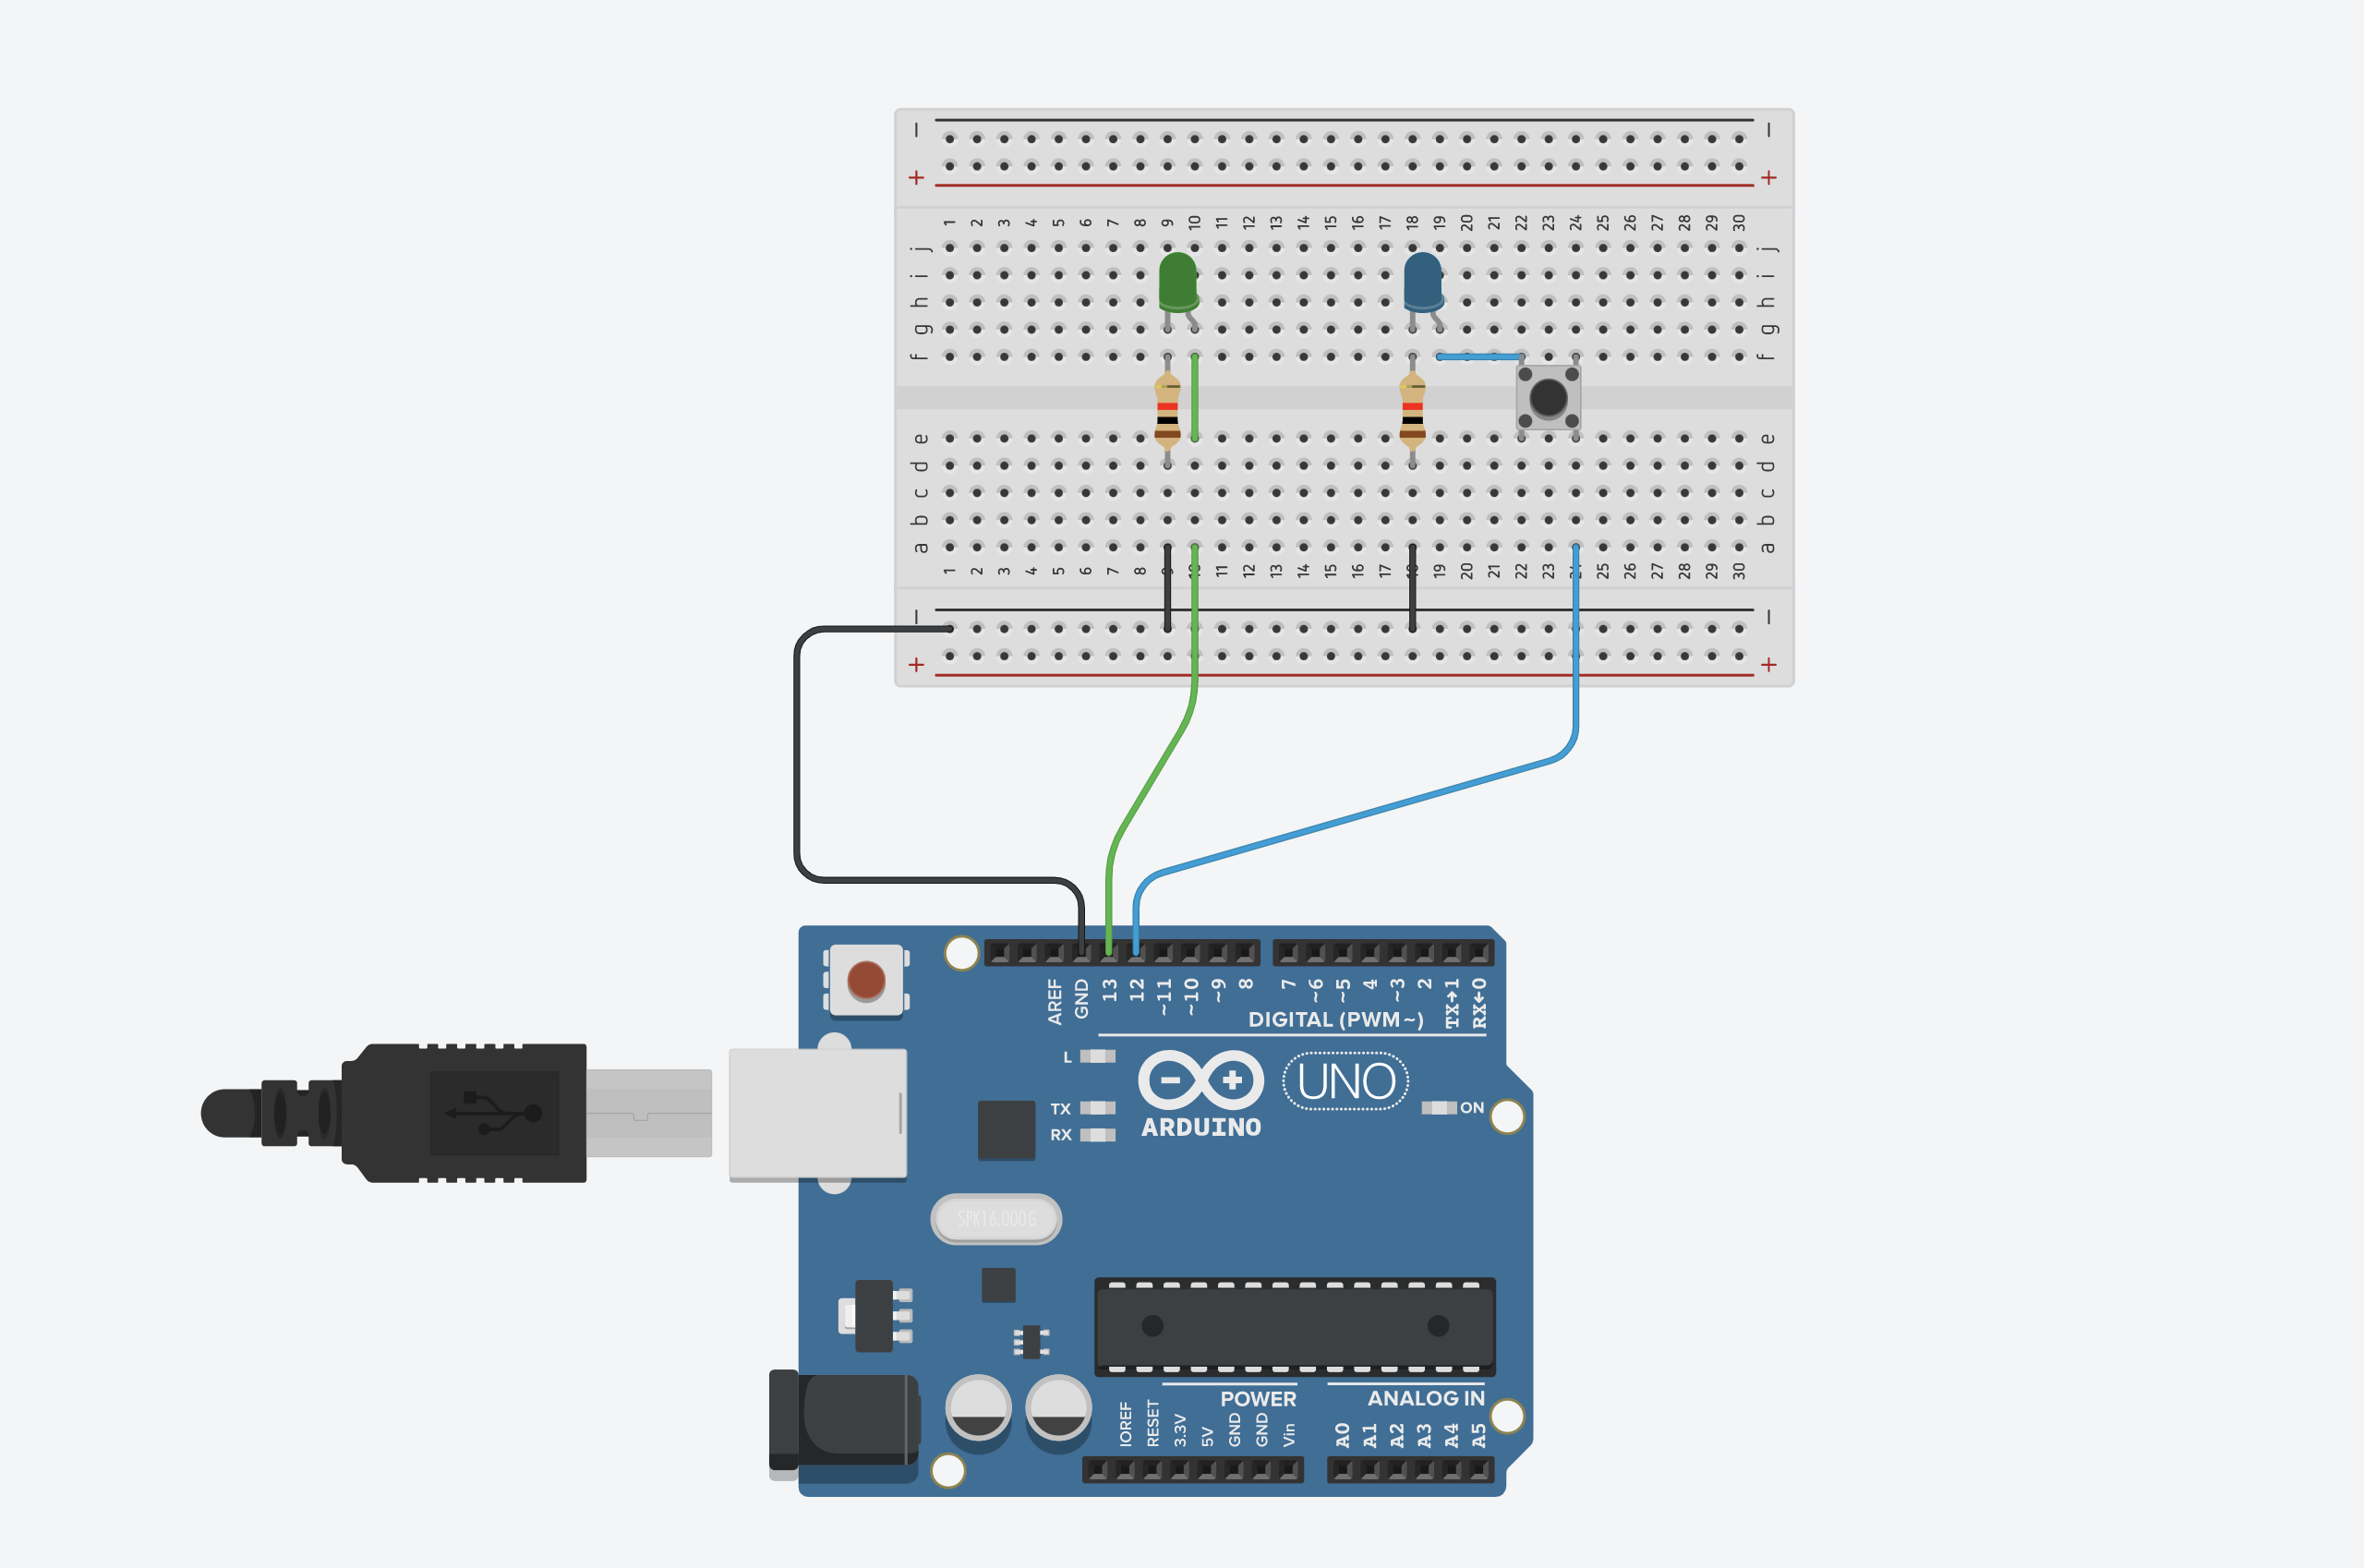 − −
+ +
1 2 3 4 5 6 7 8 9 10 11 12 13 14 15 16 17 18 19 20 21 22 23 24 25 26 27 28 29 30
j j
i i
h h
g g
f f
e e
d d
c c
b b
a a
1 2 3 4 5 6 7 8 9 10 11 12 13 14 15 16 17 18 19 20 21 22 23 24 25 26 27 28 29 30
− −
+ +
AREF GND 13 12 ~11 ~10 ~9 8 7 ~6 ~5 4 ~3 2 TX→1 RX←0
DIGITAL (PWM ~)
L
UNO
TX
ON
RX
ARDUINO
SPK16.000G
POWER ANALOG IN
IOREF RESET 3.3V 5V GND GND Vin A0 A1 A2 A3 A4 A5